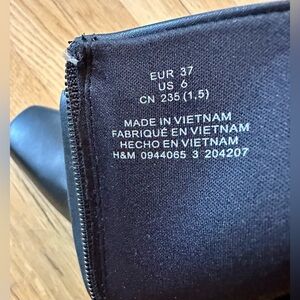 EUR 37
US 6
CN 235 (1,5)
MADE IN VIETNAM
FABRIQUÉ EN VIETNAM
HECHO EN VIETNAM
H&M 0944065 3 204207